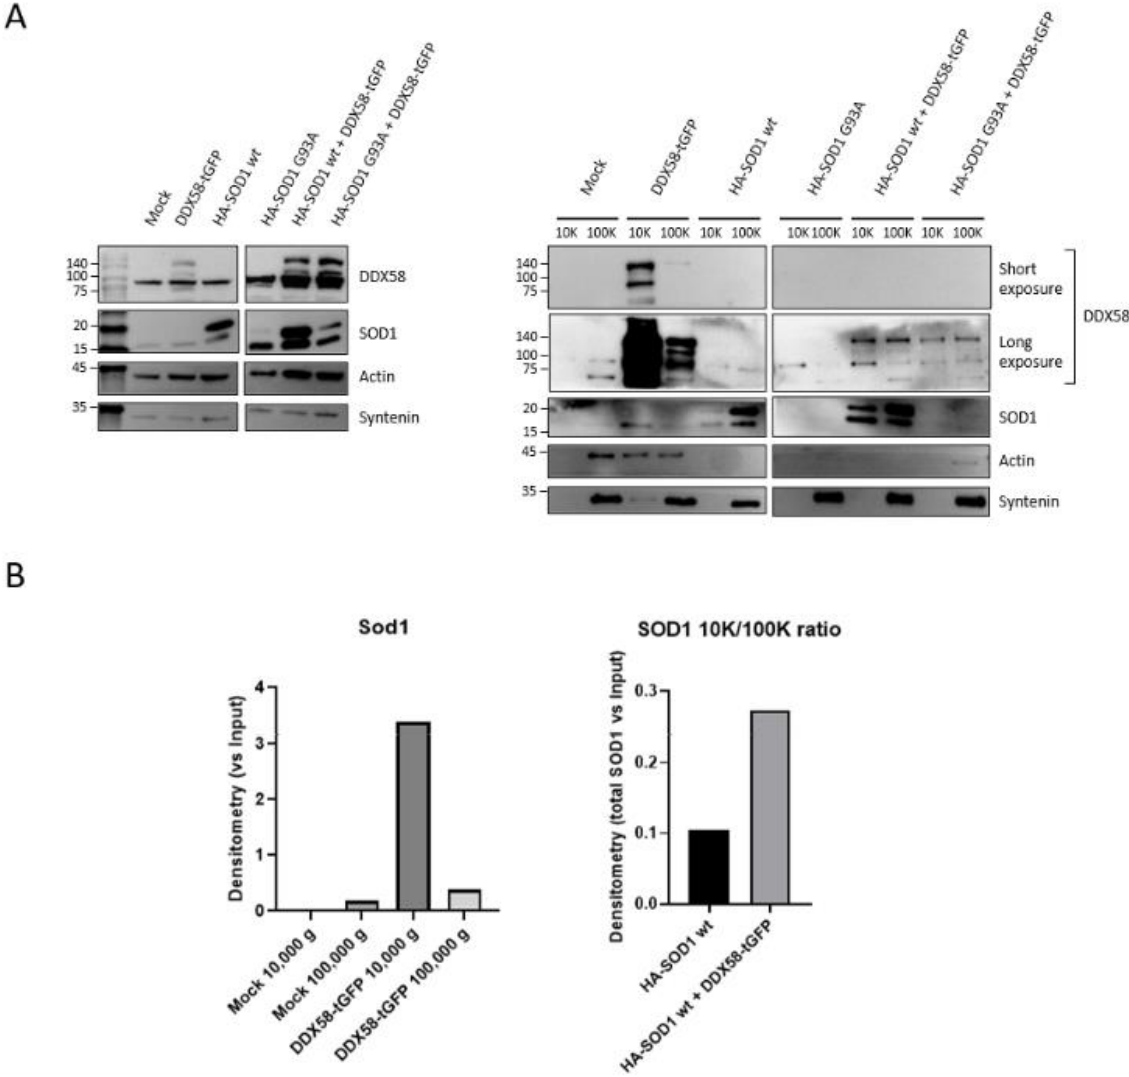 A
Mock
DDX58-tGFP
HA-SOD1 wt
HA-SOD1 G93A
HA-SOD1 wt + DDX58-tGFP
HA-SOD1 G93A + DDX58-tGFP
140
100
75
DDX58
20
15
SOD1
45
Actin
35
Syntenin
Mock
DDX58-tGFP
HA-SOD1 wt
HA-SOD1 G93A
HA-SOD1 wt + DDX58-tGFP
HA-SOD1 G93A + DDX58-tGFP
10K 100K 10K 100K 10K 100K 10K 100K 10K 100K 10K 100K
140
100
75
Short
exposure
DDX58
140
100
75
Long
exposure
20
15
SOD1
45
Actin
35
Syntenin
B
Sod1
Densitometry (vs Input)
4
3
2
1
0
Mock 10,000 g
Mock 100,000 g
DDX58-tGFP 10,000 g
DDX58-tGFP 100,000 g
SOD1 10K/100K ratio
Densitometry (total SOD1 vs Input)
0.3
0.2
0.1
0.0
HA-SOD1 wt
HA-SOD1 wt + DDX58-tGFP